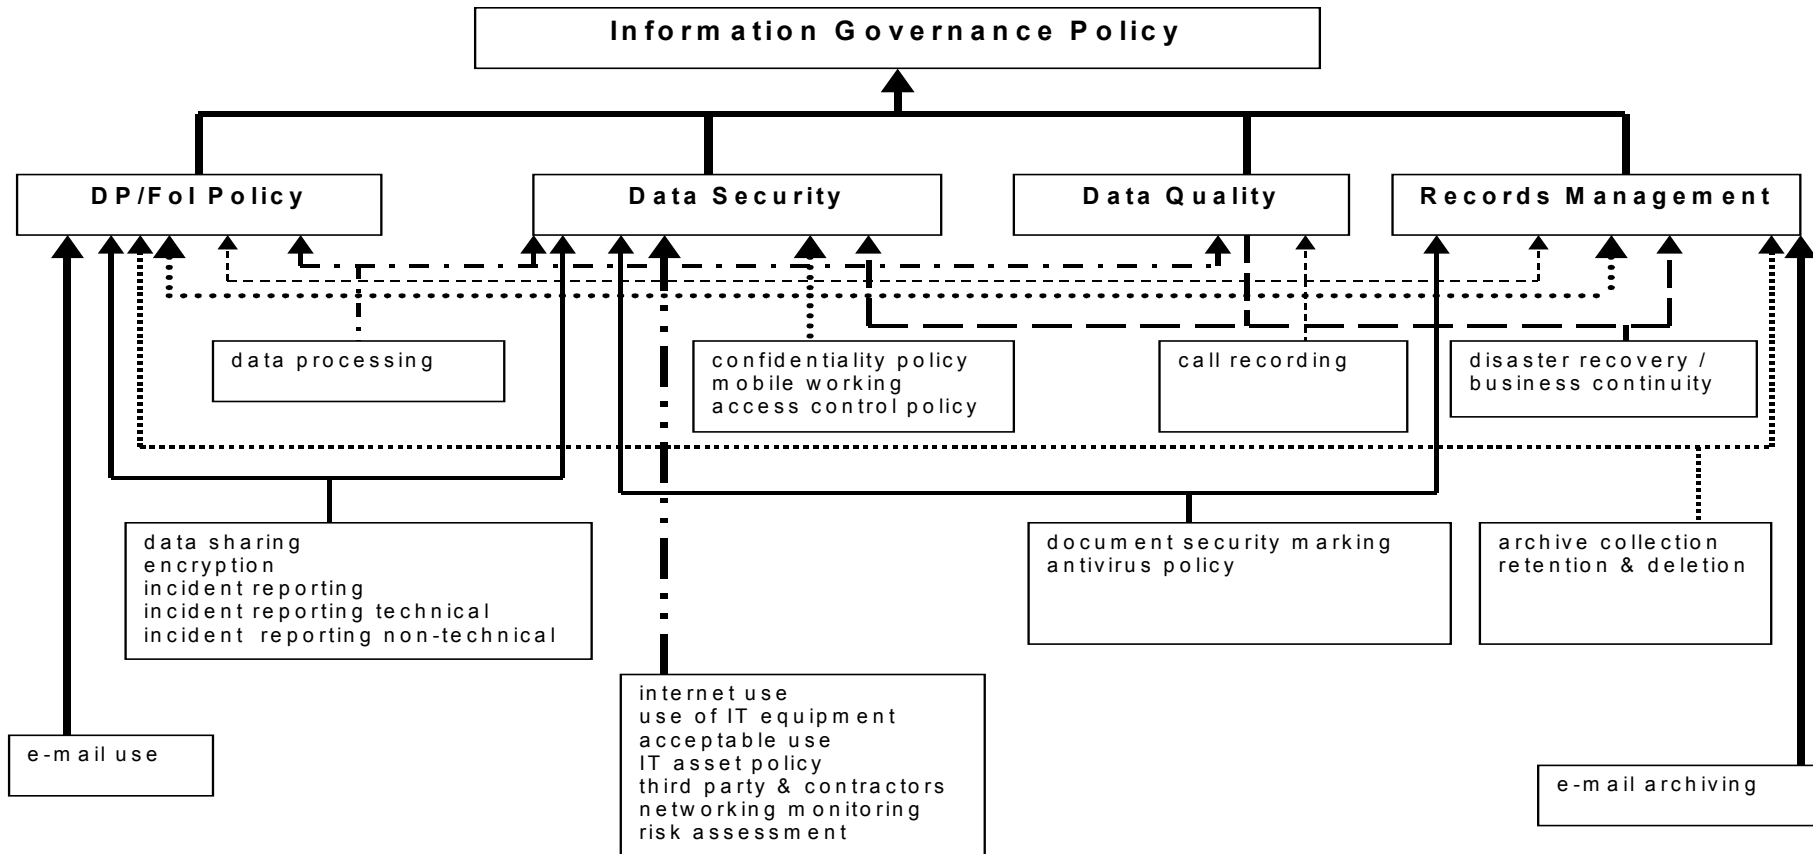 Information Governance Policy
DP/FoI Policy
Data Security
Data Quality
Records Management
data processing
confidentiality policy
mobile working
access control policy
call recording
disaster recovery /
business continuity
data sharing
encryption
incident reporting
incident reporting technical
incident reporting non-technical
document security marking
antivirus policy
archive collection
retention & deletion
internet use
use of IT equipment
acceptable use
IT asset policy
third party & contractors
networking monitoring
risk assessment
e-mail use
e-mail archiving